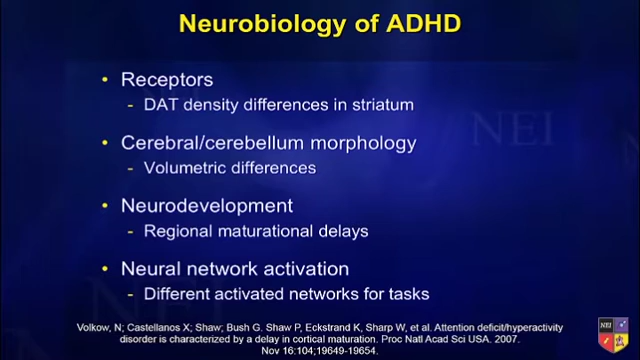 Neurobiology of ADHD
• Receptors
- DAT density differences in striatum
• Cerebral/cerebellum morphology
- Volumetric differences
• Neurodevelopment
- Regional maturational delays
• Neural network activation
- Different activated networks for tasks
Volkow, N; Castellanos X; Shaw; Bush G. Shaw P, Eckstrand K, Sharp W, et al. Attention deficit/hyperactivity
disorder is characterized by a delay in cortical maturation. Proc Natl Acad Sci USA. 2007.
Nov 16:104;19649-19654.
NEI
NEI
NEI